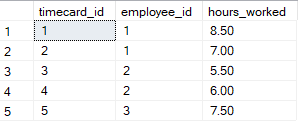 timecard_id employee_id hours_worked
1 1 1 8.50
2 2 1 7.00
3 3 2 5.50
4 4 2 6.00
5 5 3 7.50